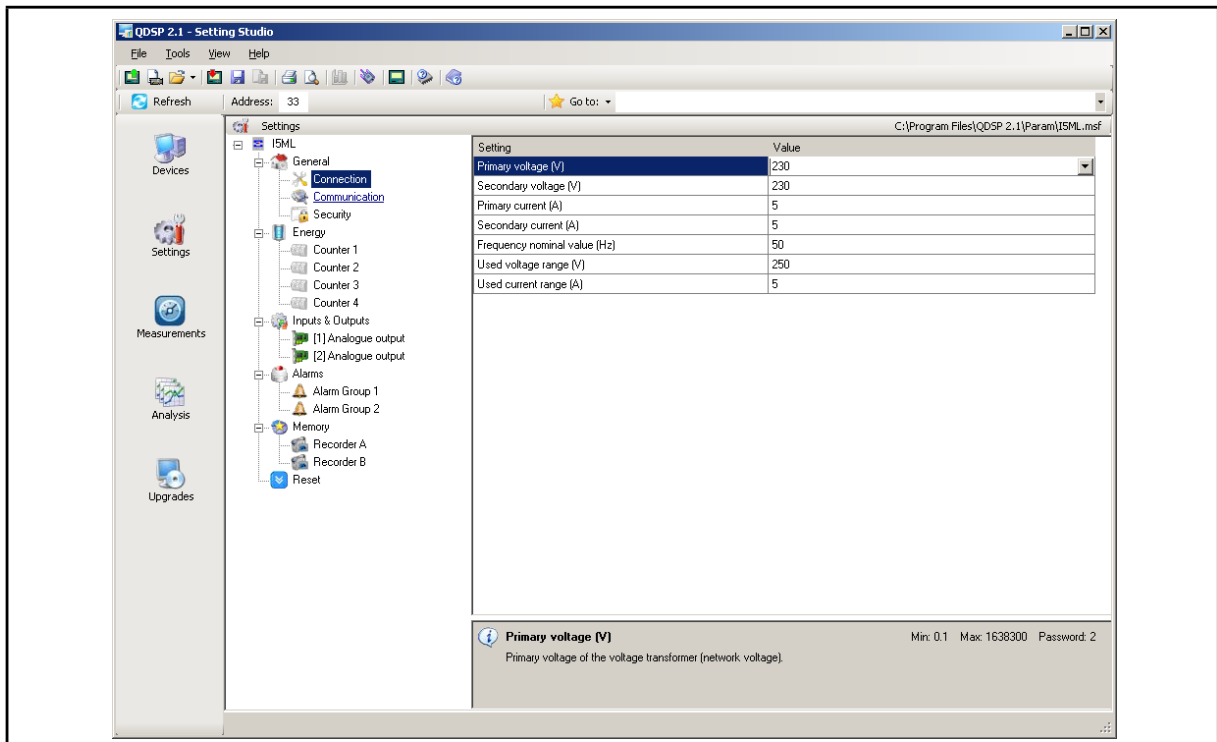 QDSP 2.1 - Setting Studio
File Tools View Help
Refresh Address: 33 Go to:
Settings C:\Program Files\QDSP 2.1\Param\I5ML.msf
Devices
Settings
Measurements
Analysis
Upgrades
I5ML
General
Connection
Communication
Security
Energy
Counter 1
Counter 2
Counter 3
Counter 4
Inputs & Outputs
[1] Analogue output
[2] Analogue output
Alarms
Alarm Group 1
Alarm Group 2
Memory
Recorder A
Recorder B
Reset
Setting Value
Primary voltage (V) 230
Secondary voltage (V) 230
Primary current (A) 5
Secondary current (A) 5
Frequency nominal value (Hz) 50
Used voltage range (V) 250
Used current range (A) 5
Primary voltage (V) Min: 0.1 Max: 1638300 Password: 2
Primary voltage of the voltage transformer (network voltage).